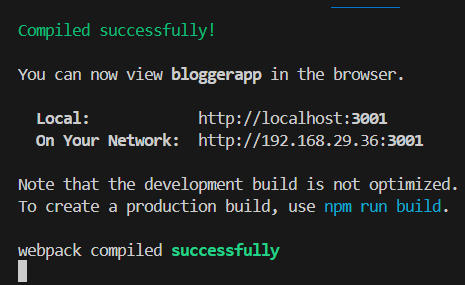 Compiled successfully!
You can now view bloggerapp in the browser.
Local: http://localhost:3001
On Your Network: http://192.168.29.36:3001
Note that the development build is not optimized.
To create a production build, use npm run build.
webpack compiled successfully